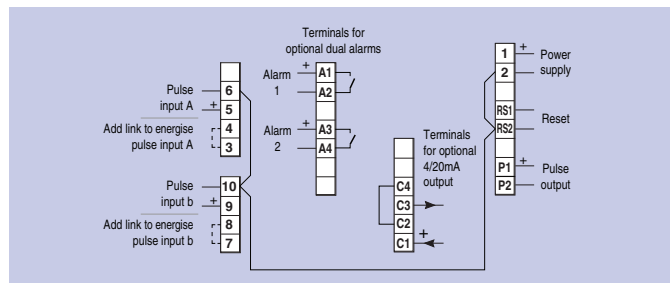 Terminals for
optional dual alarms
Alarm
1
+
A1
A2
Alarm
2
+
A3
A4
Pulse
input A
6
+
5
Add link to energise
pulse input A
4
3
Pulse
input b
10
+
9
Add link to energise
pulse input b
8
7
Terminals
for optional
4/20mA
output
C4
C3
C2
+
C1
1
+
Power
2
supply
RS1
Reset
RS2
P1
+
Pulse
P2
output